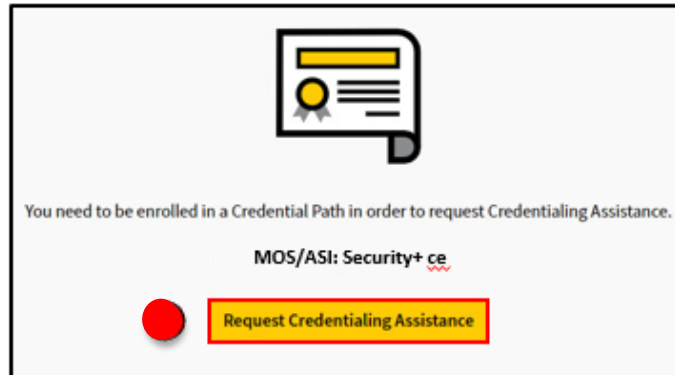 You need to be enrolled in a Credential Path in order to request Credentialing Assistance.
MOS/ASI: Security+ ce
Request Credentialing Assistance